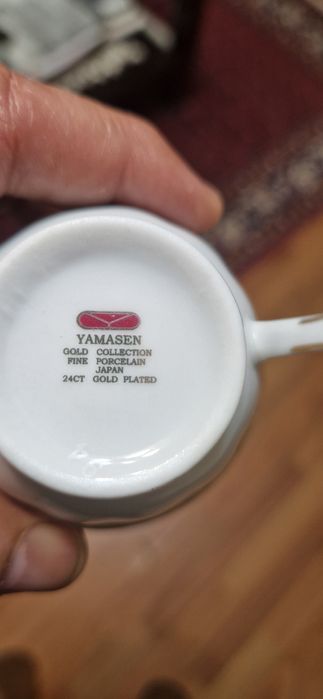 YAMASEN
GOLD COLLECTION
FINE PORCELAIN
JAPAN
24CT GOLD PLATED